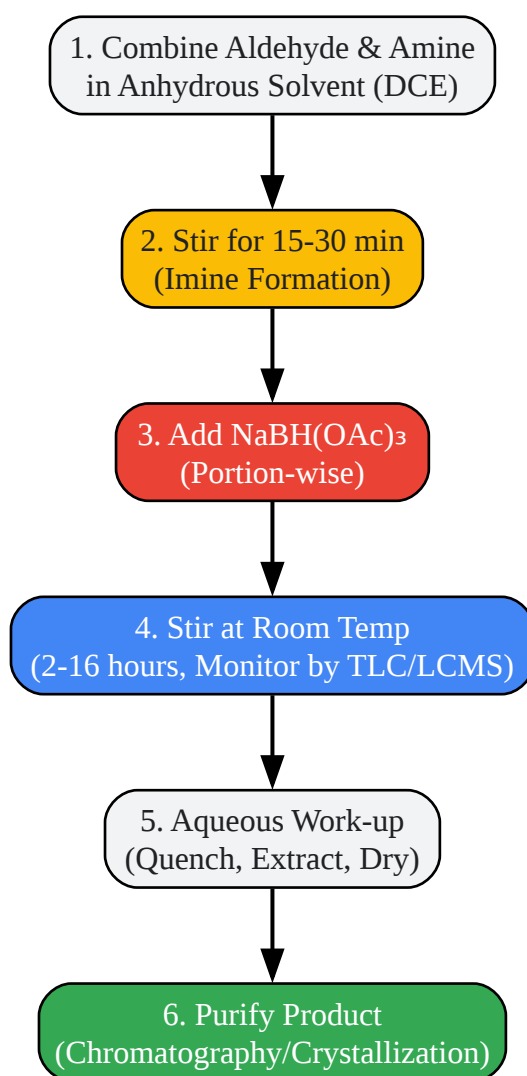 1. Combine Aldehyde & Amine
in Anhydrous Solvent (DCE)
2. Stir for 15-30 min
(Imine Formation)
3. Add NaBH(OAc)₃
(Portion-wise)
4. Stir at Room Temp
(2-16 hours, Monitor by TLC/LCMS)
5. Aqueous Work-up
(Quench, Extract, Dry)
6. Purify Product
(Chromatography/Crystallization)